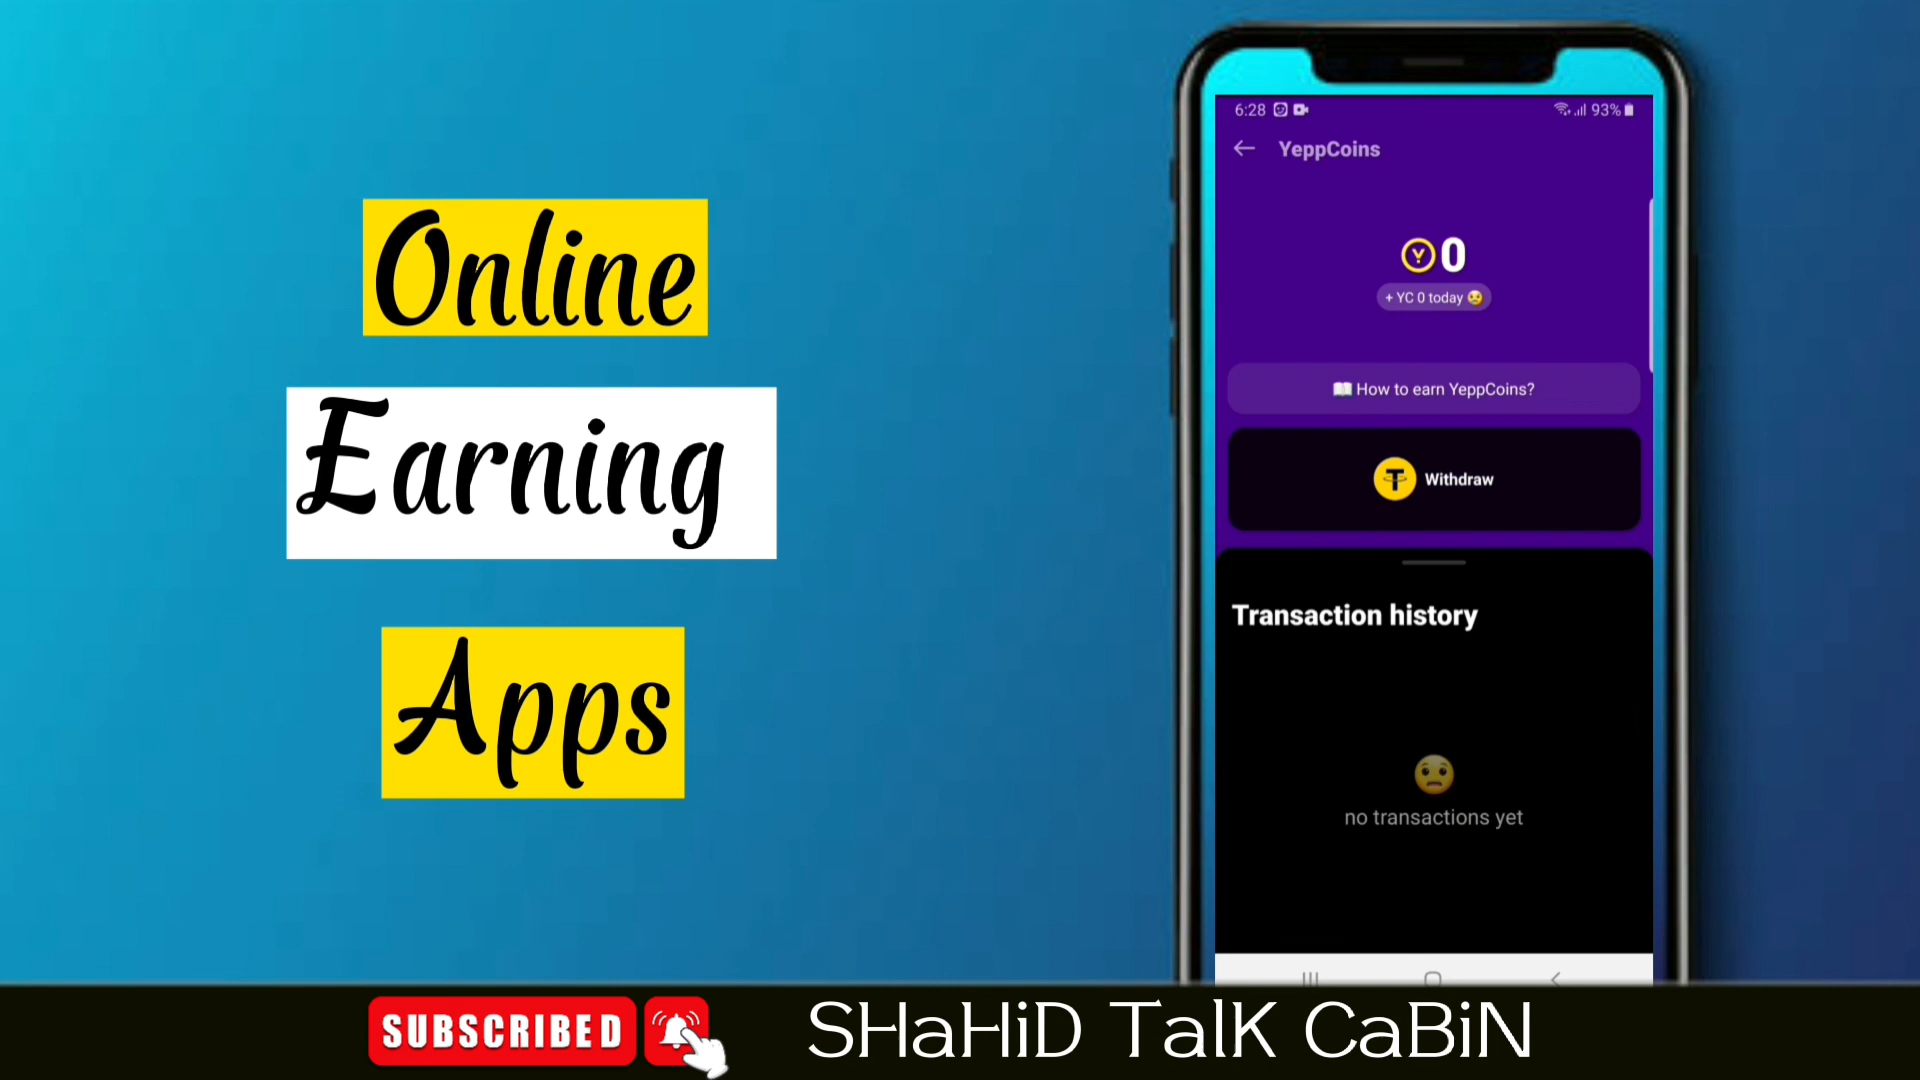 Online
Earning
Apps
6:28 93%
YeppCoins
0
+ YC 0 today
How to earn YeppCoins?
Withdraw
Transaction history
no transactions yet
SUBSCRIBED
SHaHiD TalK CaBiN